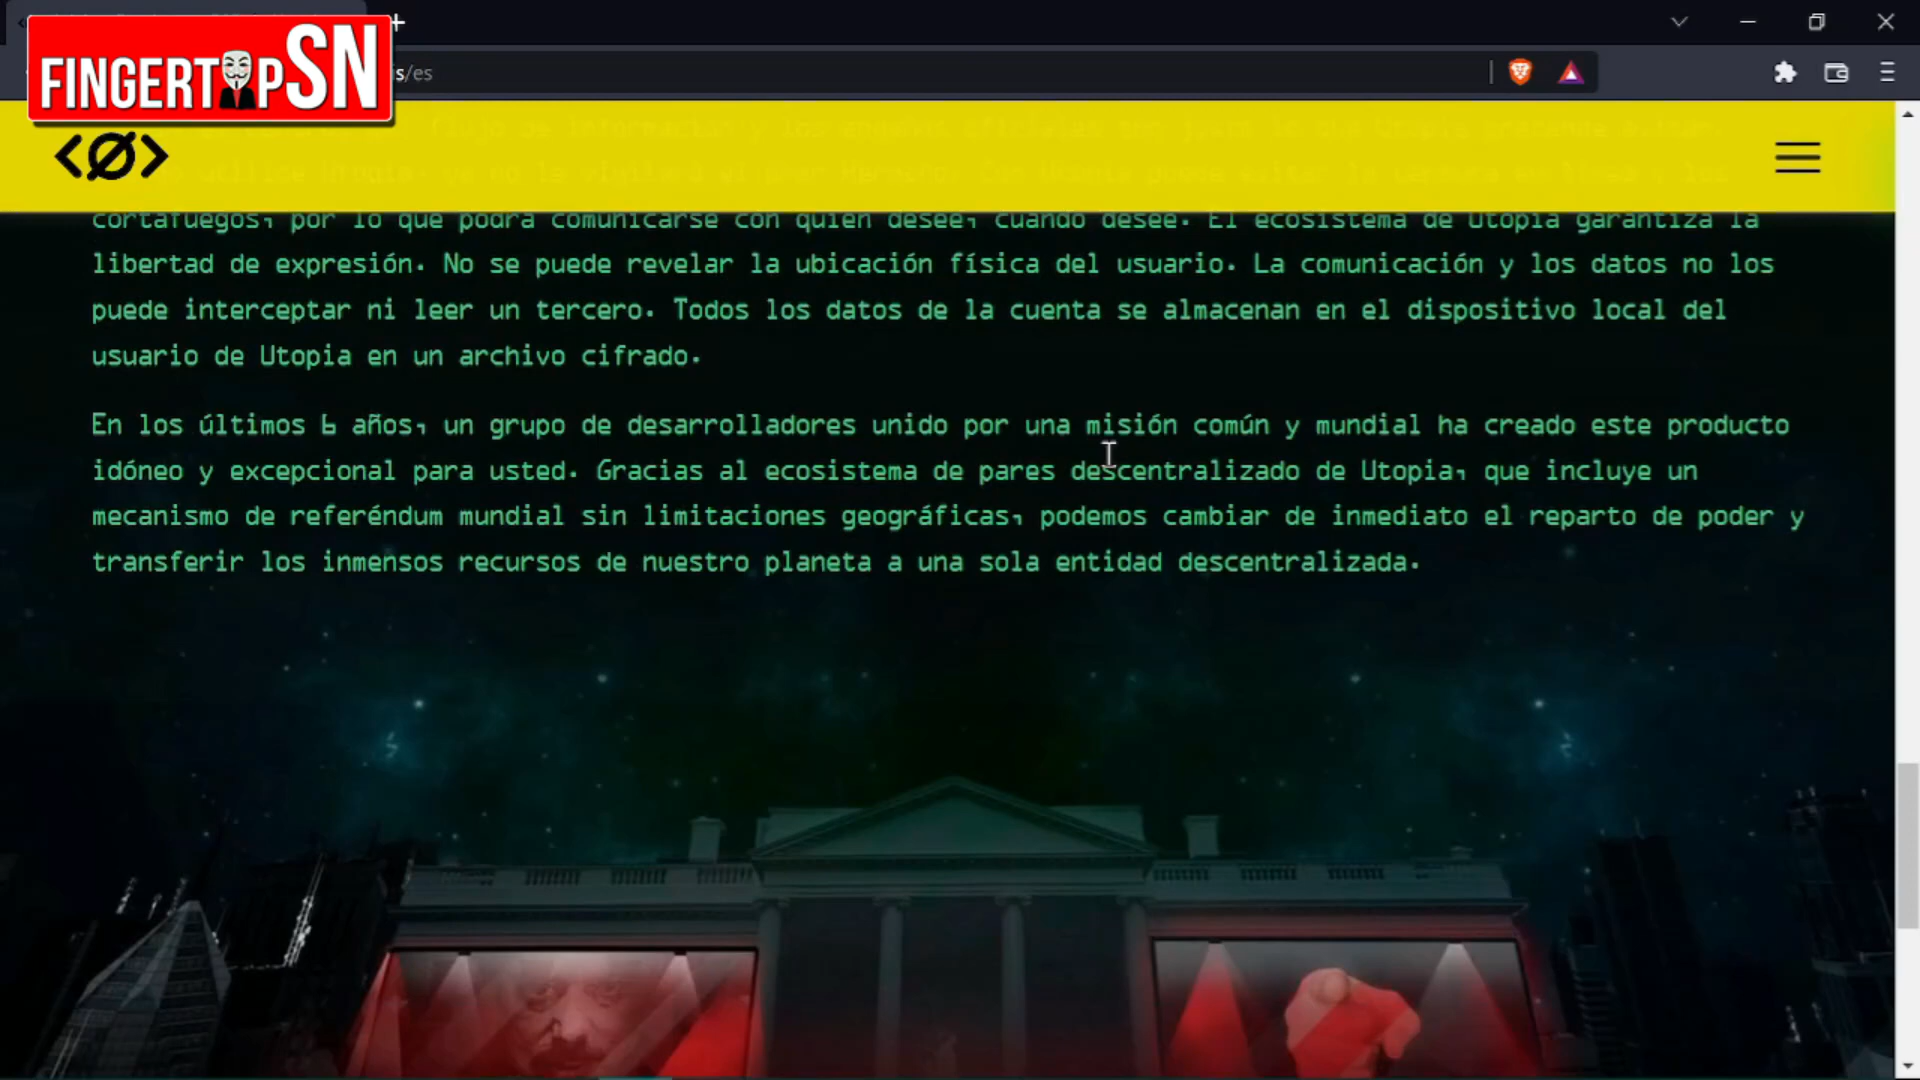 FINGERTIPSN
s/es
<Ø>
cortafuegos, por lo que podrá comunicarse con quien desee, cuando desee. El ecosistema de Utopia garantiza la
libertad de expresión. No se puede revelar la ubicación física del usuario. La comunicación y los datos no los
puede interceptar ni leer un tercero. Todos los datos de la cuenta se almacenan en el dispositivo local del
usuario de Utopia en un archivo cifrado.
En los últimos 6 años, un grupo de desarrolladores unido por una misión común y mundial ha creado este producto
idóneo y excepcional para usted. Gracias al ecosistema de pares descentralizado de Utopia, que incluye un
mecanismo de referéndum mundial sin limitaciones geográficas, podemos cambiar de inmediato el reparto de poder y
transferir los inmensos recursos de nuestro planeta a una sola entidad descentralizada.